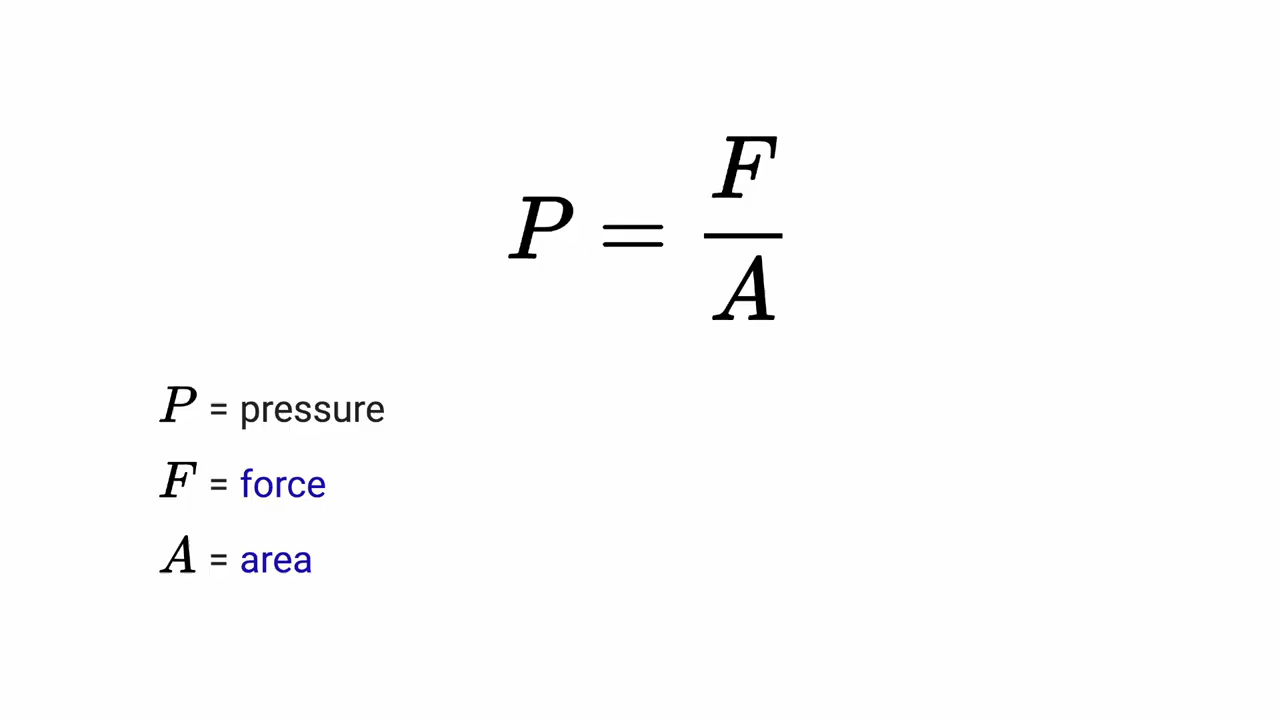 P = F/A
P = pressure
F = force
A = area